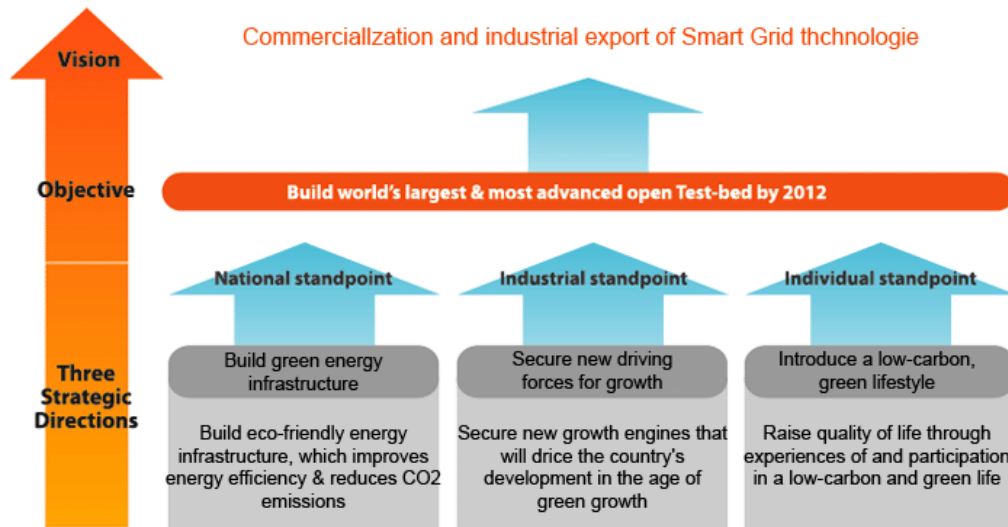 Vision
Commerciallzation and industrial export of Smart Grid thchnologie
Objective
Build world's largest & most advanced open Test-bed by 2012
National standpoint
Industrial standpoint
Individual standpoint
Three
Strategic
Directions
Build green energy
infrastructure
Build eco-friendly energy
infrastructure, which improves
energy efficiency & reduces CO2
emissions
Secure new driving
forces for growth
Secure new growth engines that
will drice the country's
development in the age of
green growth
Introduce a low-carbon,
green lifestyle
Raise quality of life through
experiences of and participation
in a low-carbon and green life